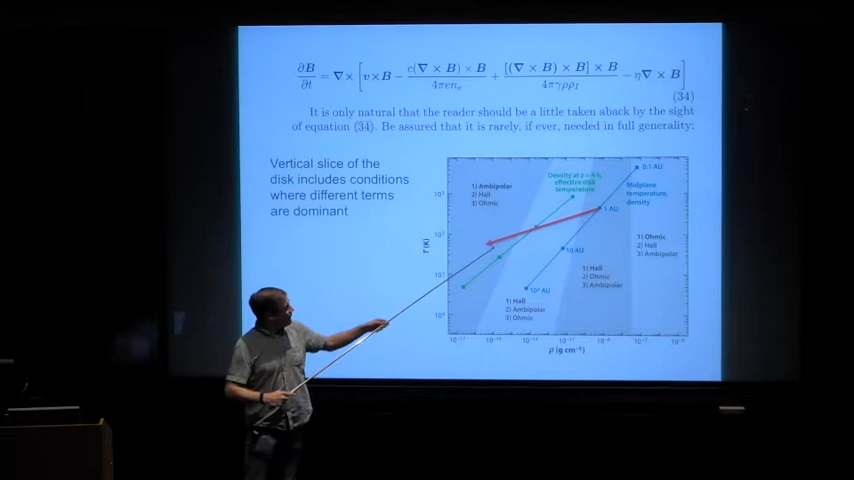 ∂B/∂t = ∇× [ v×B − c(∇ × B) × B / 4πen_e + [(∇ × B) × B] × B / 4πγρρ_I − η∇ × B ]
(34)
It is only natural that the reader should be a little taken aback by the sight
of equation (34). Be assured that it is rarely, if ever, needed in full generality:
Vertical slice of the
disk includes conditions
where different terms
are dominant
1) Ambipolar
2) Hall
3) Ohmic
Density at z = 4 h,
effective disk
temperature
0.1 AU
Midplane
temperature,
density
1 AU
10 AU
10² AU
1) Ohmic
2) Hall
3) Ambipolar
1) Hall
2) Ohmic
3) Ambipolar
1) Hall
2) Ambipolar
3) Ohmic
T (K)
10³
10²
10¹
10⁰
ρ (g cm⁻³)